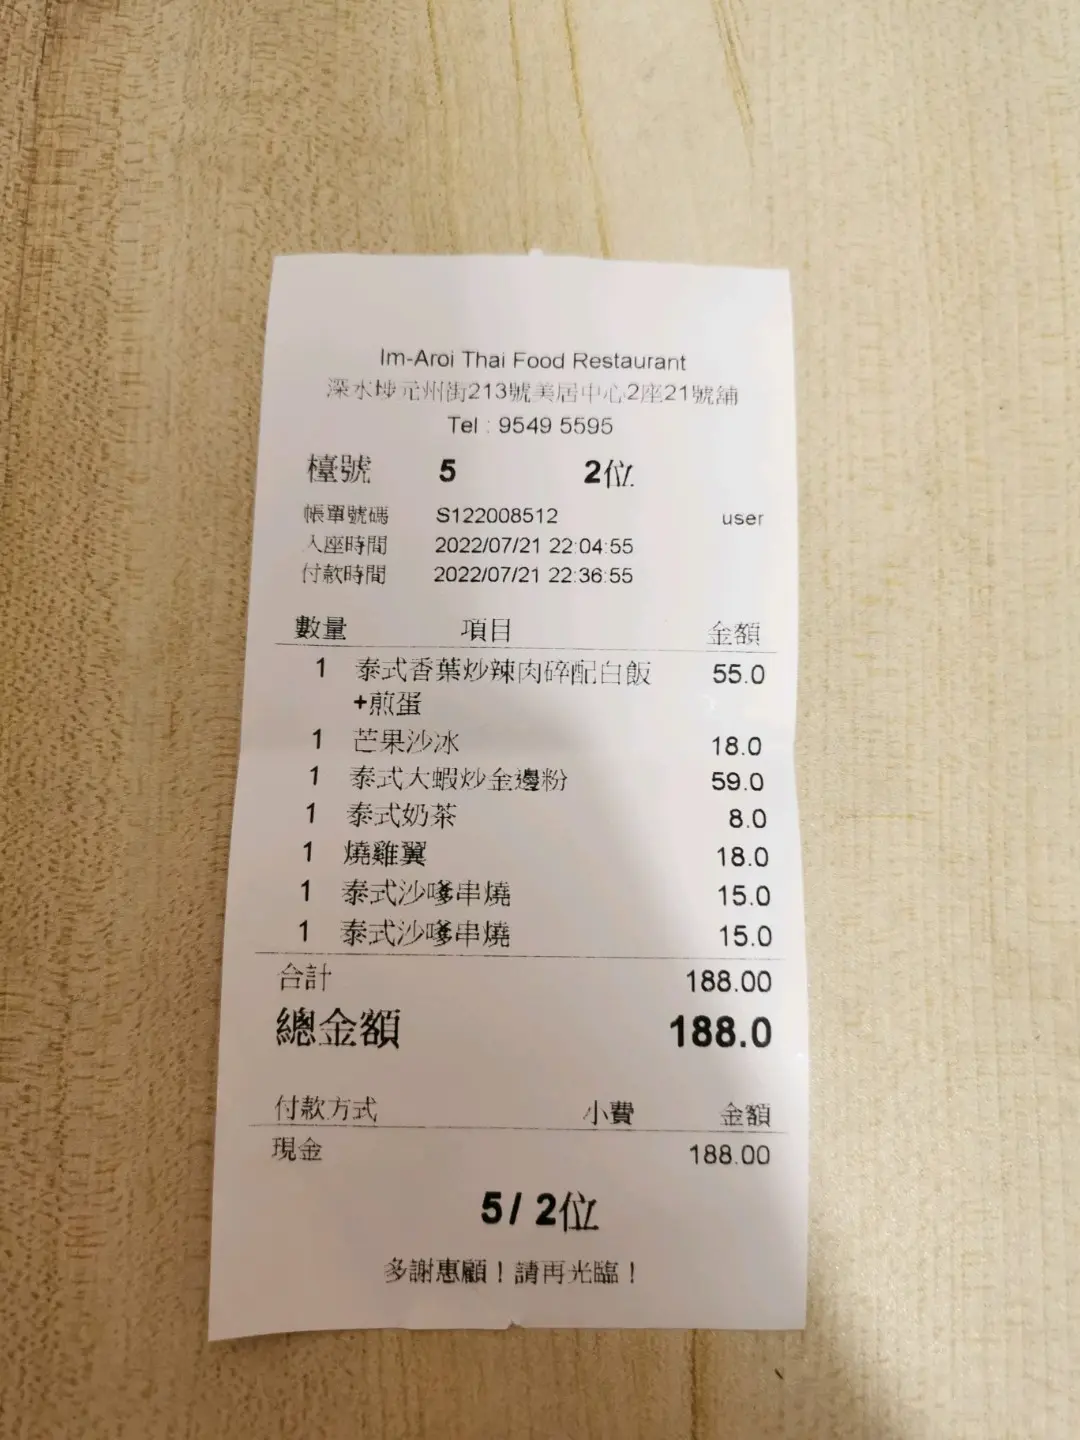 Im-Aroi Thai Food Restaurant
深水埗元州街213號美居中心2座21號舖
Tel : 9549 5595
檯號 5 2位
帳單號碼 S122008512 user
入座時間 2022/07/21 22:04:55
付款時間 2022/07/21 22:36:55
數量 項目 金額
1 泰式香葉炒辣肉碎配白飯 55.0
+煎蛋
1 芒果沙冰 18.0
1 泰式大蝦炒金邊粉 59.0
1 泰式奶茶 8.0
1 燒雞翼 18.0
1 泰式沙嗲串燒 15.0
1 泰式沙嗲串燒 15.0
合計 188.00
總金額 188.0
付款方式 小費 金額
現金 188.00
5 / 2位
多謝惠顧！請再光臨！